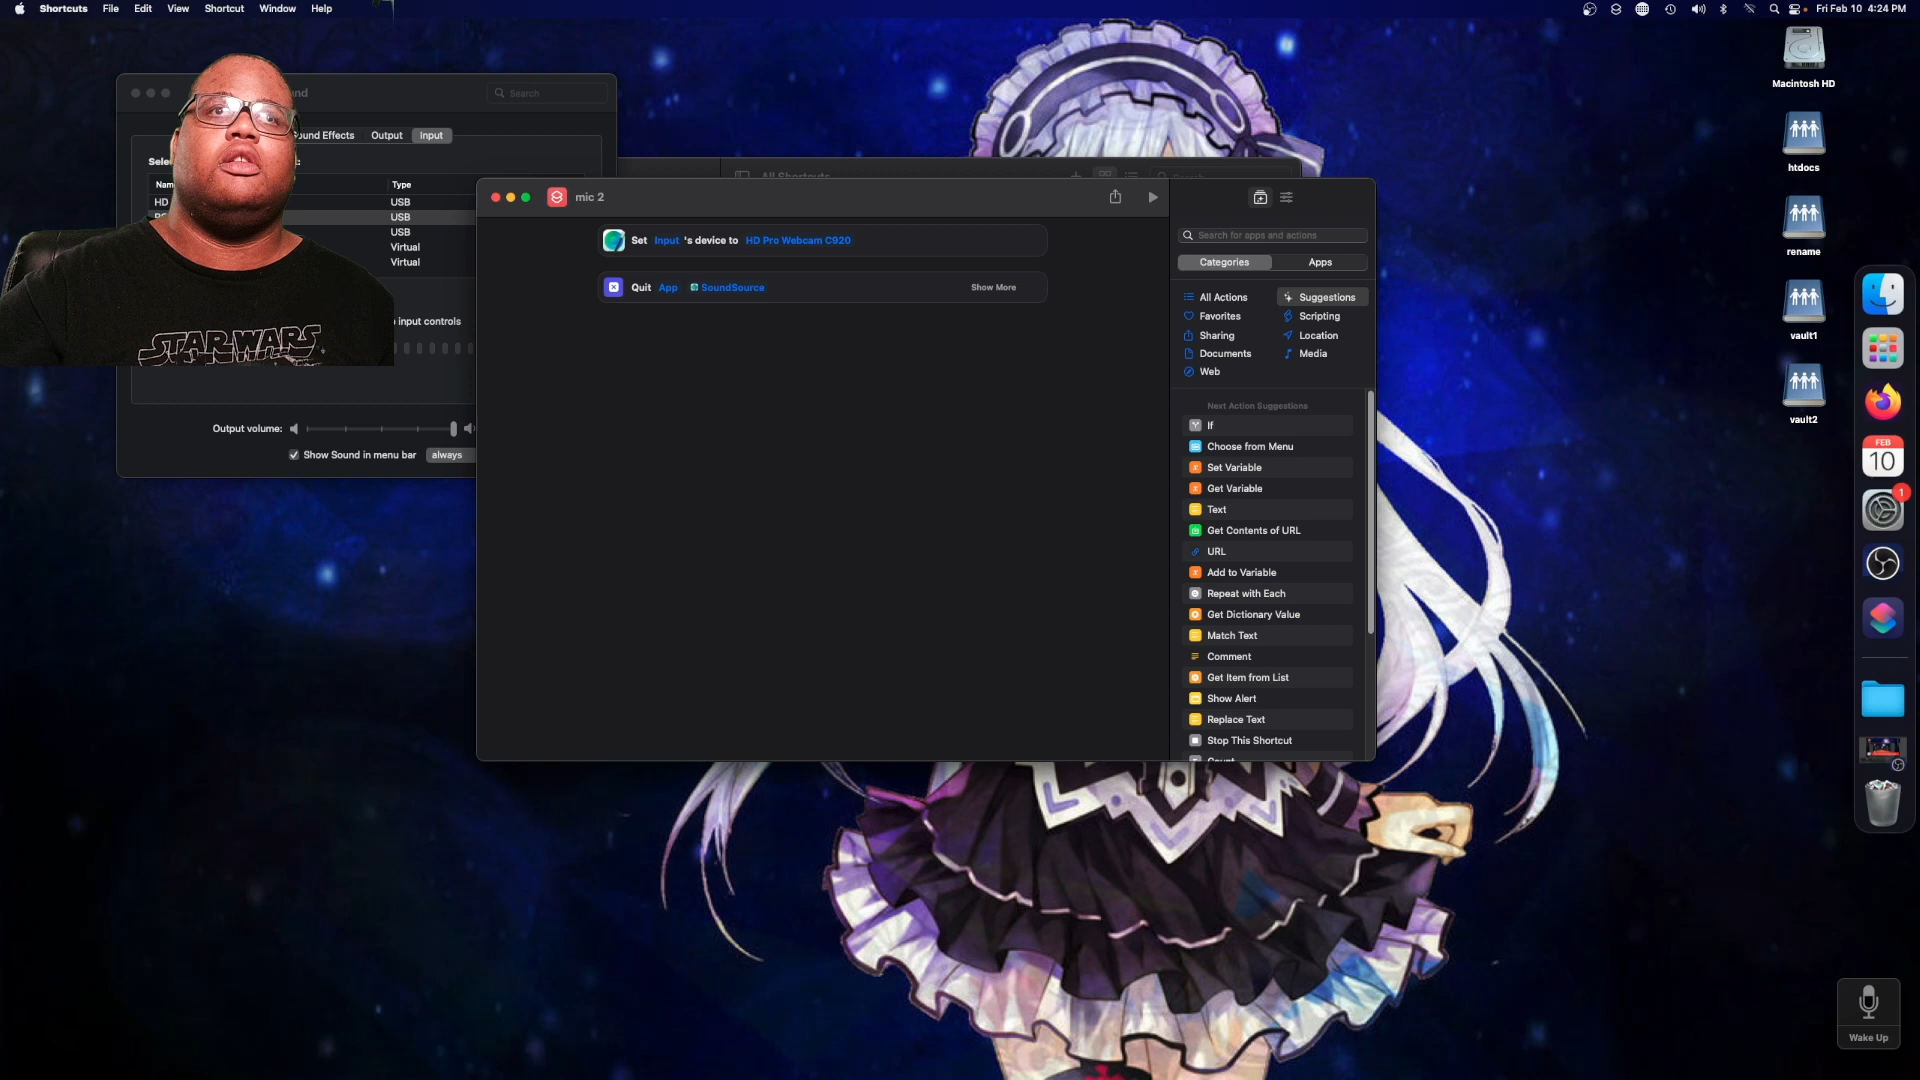 Shortcuts File Edit View Shortcut Window Help
Fri Feb 10 4:24 PM
Macintosh HD
htdocs
rename
vault1
vault2
Search
Sound Effects Output Input
Type
HD
USB
USB
USB
Virtual
Virtual
input controls
Output volume:
Show Sound in menu bar always
All Shortcuts
Search
mic 2
Set Input 's device to HD Pro Webcam C920
Quit App SoundSource Show More
Search for apps and actions
Categories Apps
All Actions Suggestions
Favorites Scripting
Sharing Location
Documents Media
Web
Next Action Suggestions
If
Choose from Menu
Set Variable
Get Variable
Text
Get Contents of URL
URL
Add to Variable
Repeat with Each
Get Dictionary Value
Match Text
Comment
Get Item from List
Show Alert
Replace Text
Stop This Shortcut
Count
STAR WARS
FEB
10
1
Wake Up